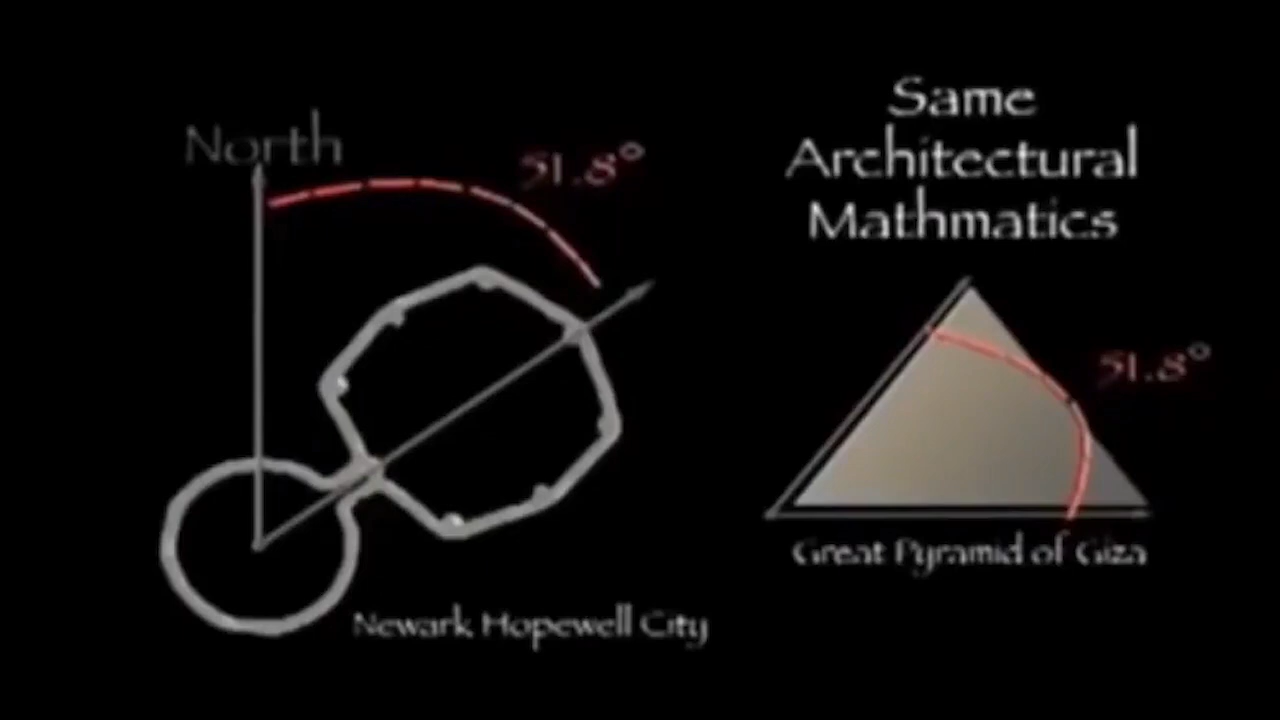 North
51.8°
Same
Architectural
Mathmatics
51.8°
Great Pyramid of Giza
Newark Hopewell City